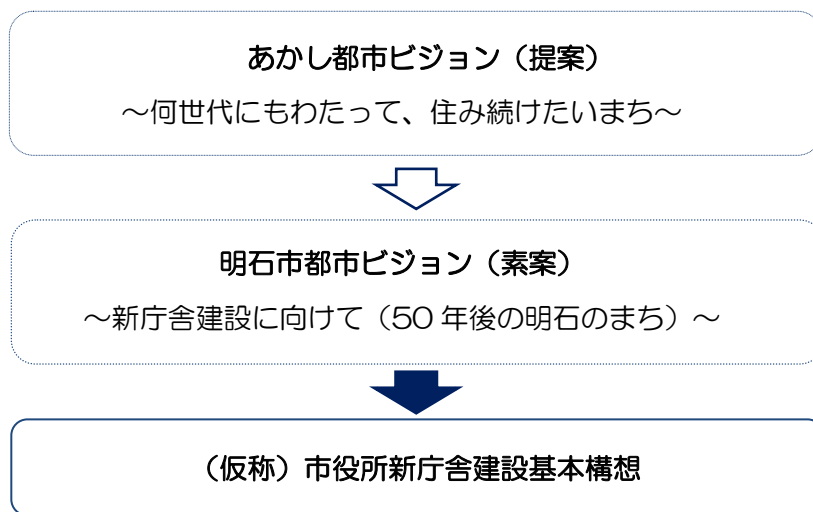 あかし都市ビジョン（提案）
～何世代にもわたって、住み続けたいまち～
明石市都市ビジョン（素案）
～新庁舎建設に向けて（50 年後の明石のまち）～
（仮称）市役所新庁舎建設基本構想